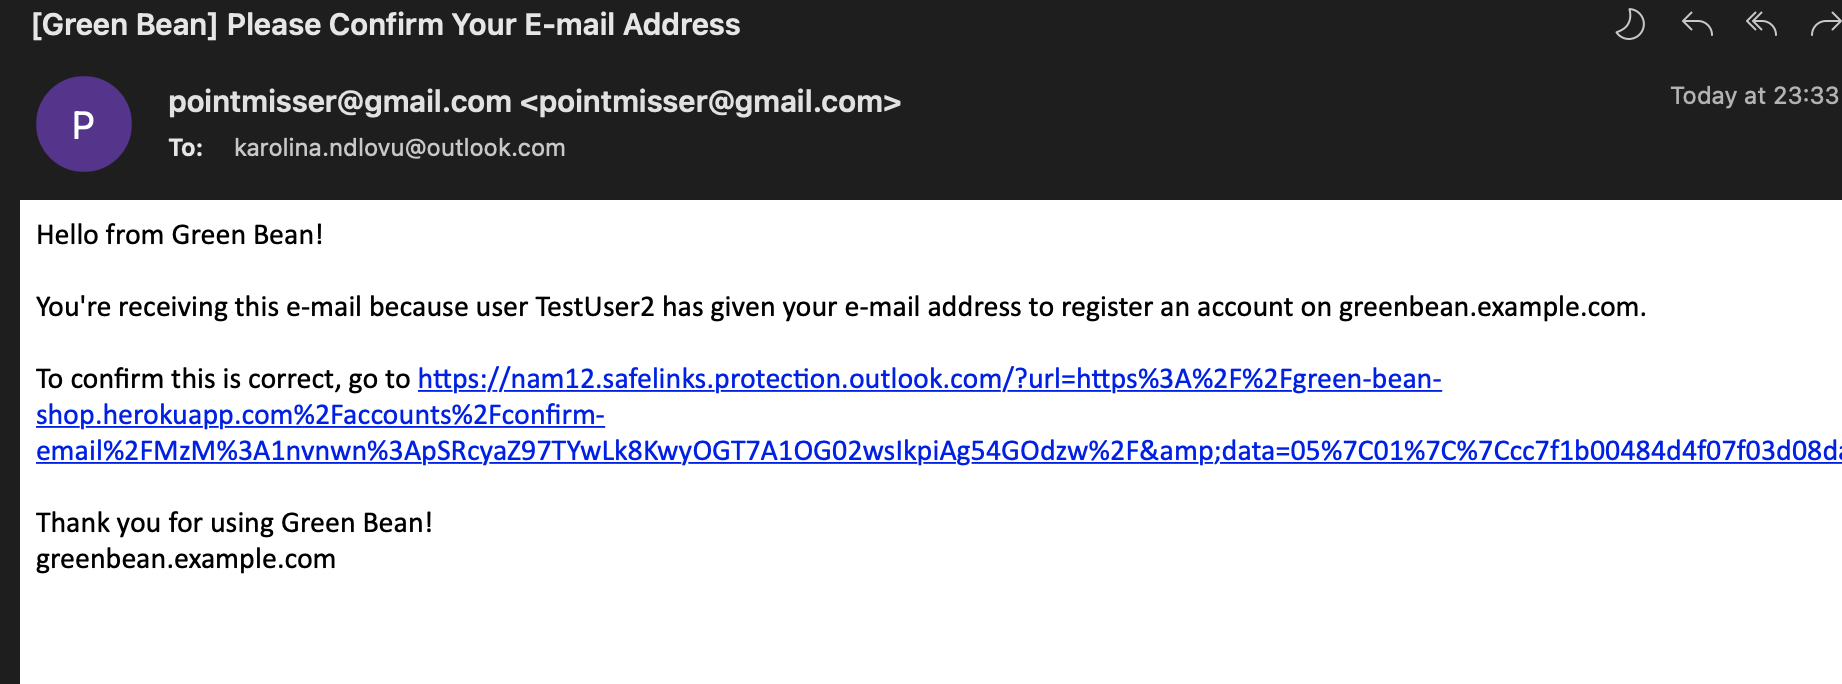 [Green Bean] Please Confirm Your E-mail Address
P
pointmisser@gmail.com <pointmisser@gmail.com>
Today at 23:33
To: karolina.ndlovu@outlook.com
Hello from Green Bean!
You're receiving this e-mail because user TestUser2 has given your e-mail address to register an account on greenbean.example.com.
To confirm this is correct, go to https://nam12.safelinks.protection.outlook.com/?url=https%3A%2F%2Fgreen-bean-
shop.herokuapp.com%2Faccounts%2Fconfirm-
email%2FMzM%3A1nvnwn%3ApSRcyaZ97TYwLk8KwyOGT7A1OG02wsIkpiAg54GOdzw%2F&amp;data=05%7C01%7C%7Ccc7f1b00484d4f07f03d08da
Thank you for using Green Bean!
greenbean.example.com